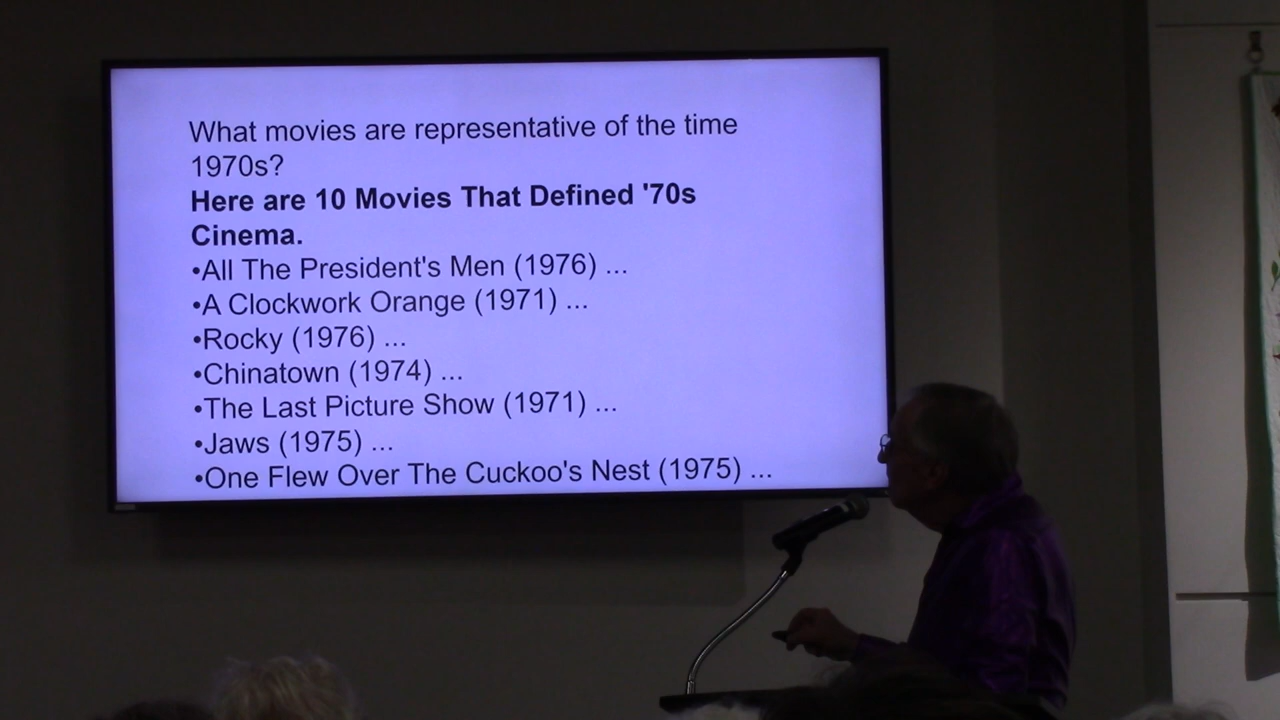 What movies are representative of the time
1970s?
Here are 10 Movies That Defined '70s
Cinema.
•All The President's Men (1976) ...
•A Clockwork Orange (1971) ...
•Rocky (1976) ...
•Chinatown (1974) ...
•The Last Picture Show (1971) ...
•Jaws (1975) ...
•One Flew Over The Cuckoo's Nest (1975) ...